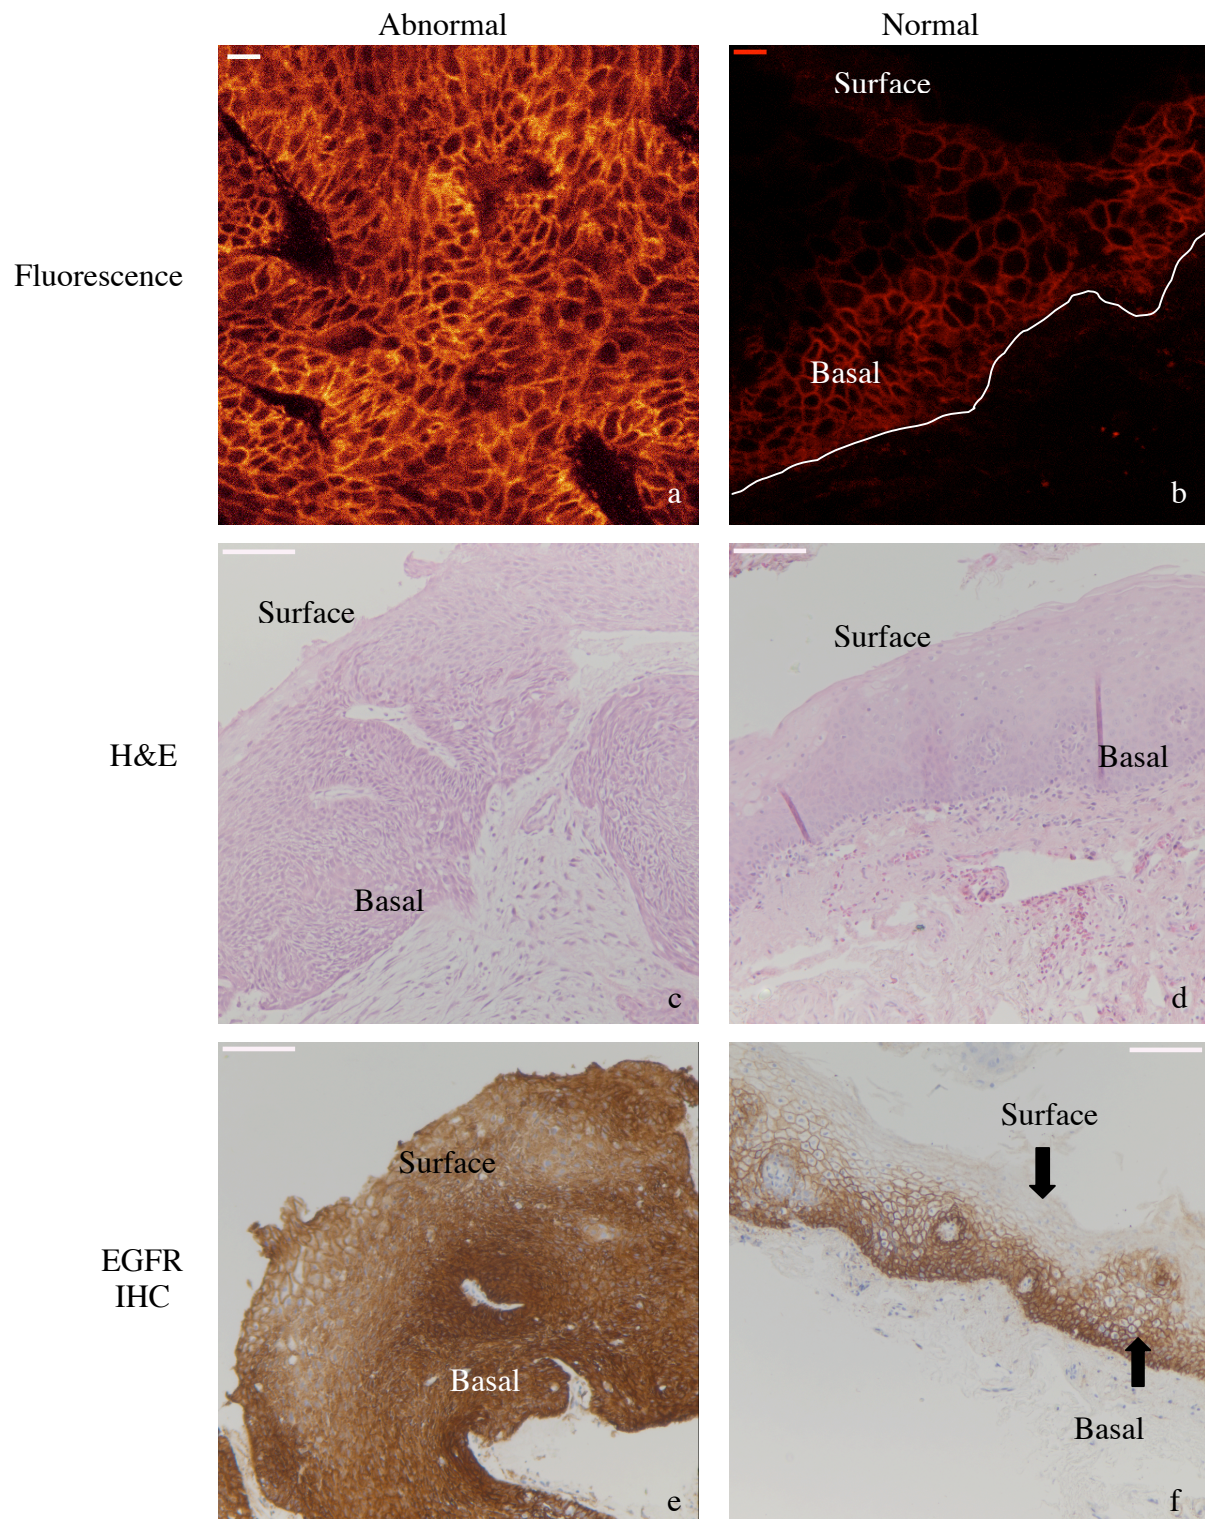 Abnormal
Normal
Fluorescence
Surface
Basal
a
b
H&E
Surface
Basal
c
Surface
Basal
d
EGFR
IHC
Surface
Basal
e
Surface
Basal
f